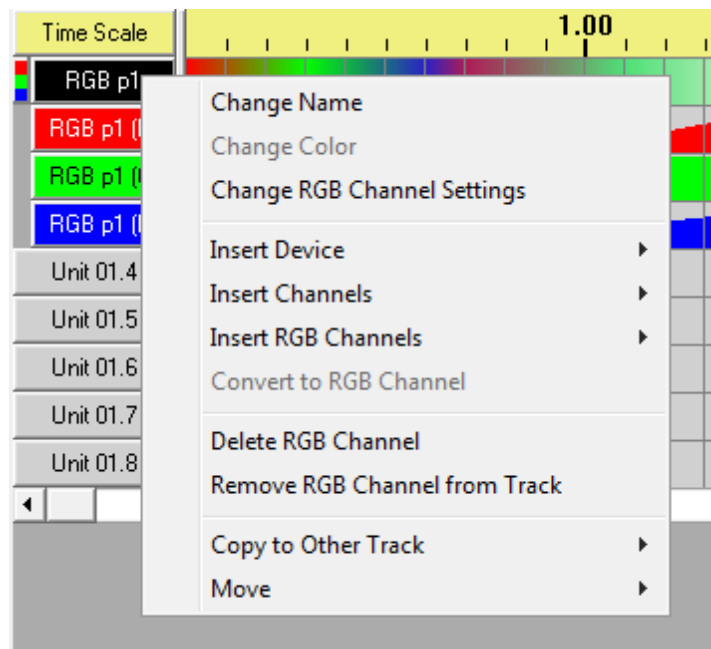 Time Scale
1.00
RGB p1
RGB p1 (
RGB p1 (
RGB p1 (
Unit 01.4
Unit 01.5
Unit 01.6
Unit 01.7
Unit 01.8
Change Name
Change Color
Change RGB Channel Settings
Insert Device
Insert Channels
Insert RGB Channels
Convert to RGB Channel
Delete RGB Channel
Remove RGB Channel from Track
Copy to Other Track
Move